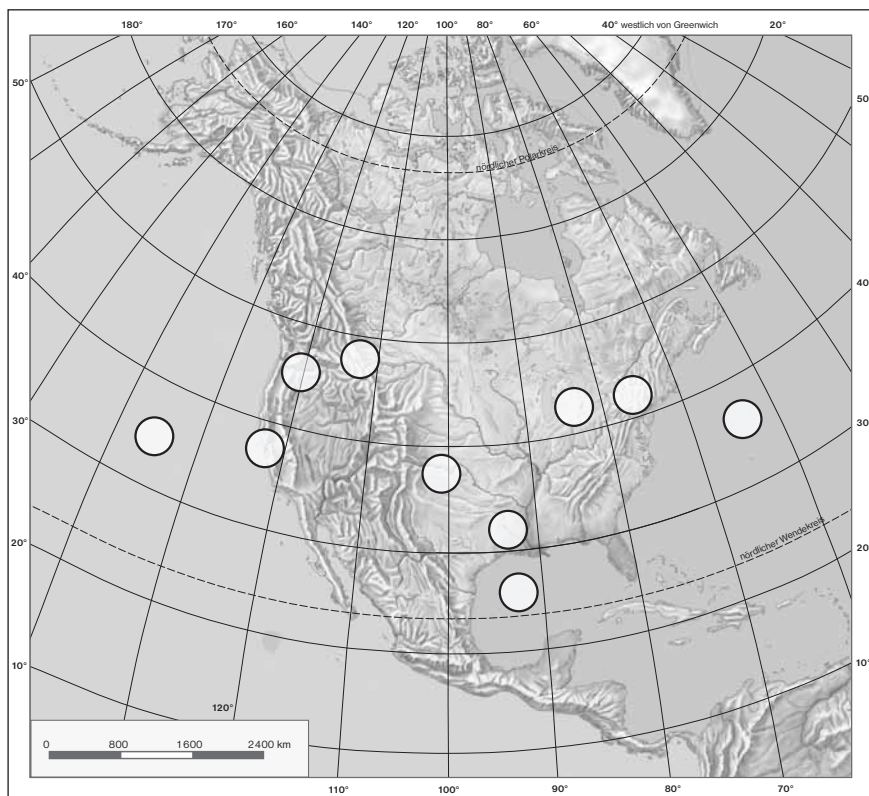 180° 170° 160° 140° 120° 100° 80° 60° 40° westlich von Greenwich 20°
50° 50°
nördlicher Polarkreis
40° 40°
30° 30°
nördlicher Wendekreis
20° 20°
10° 10°
120°
0 800 1600 2400 km
110° 100° 90° 80° 70°